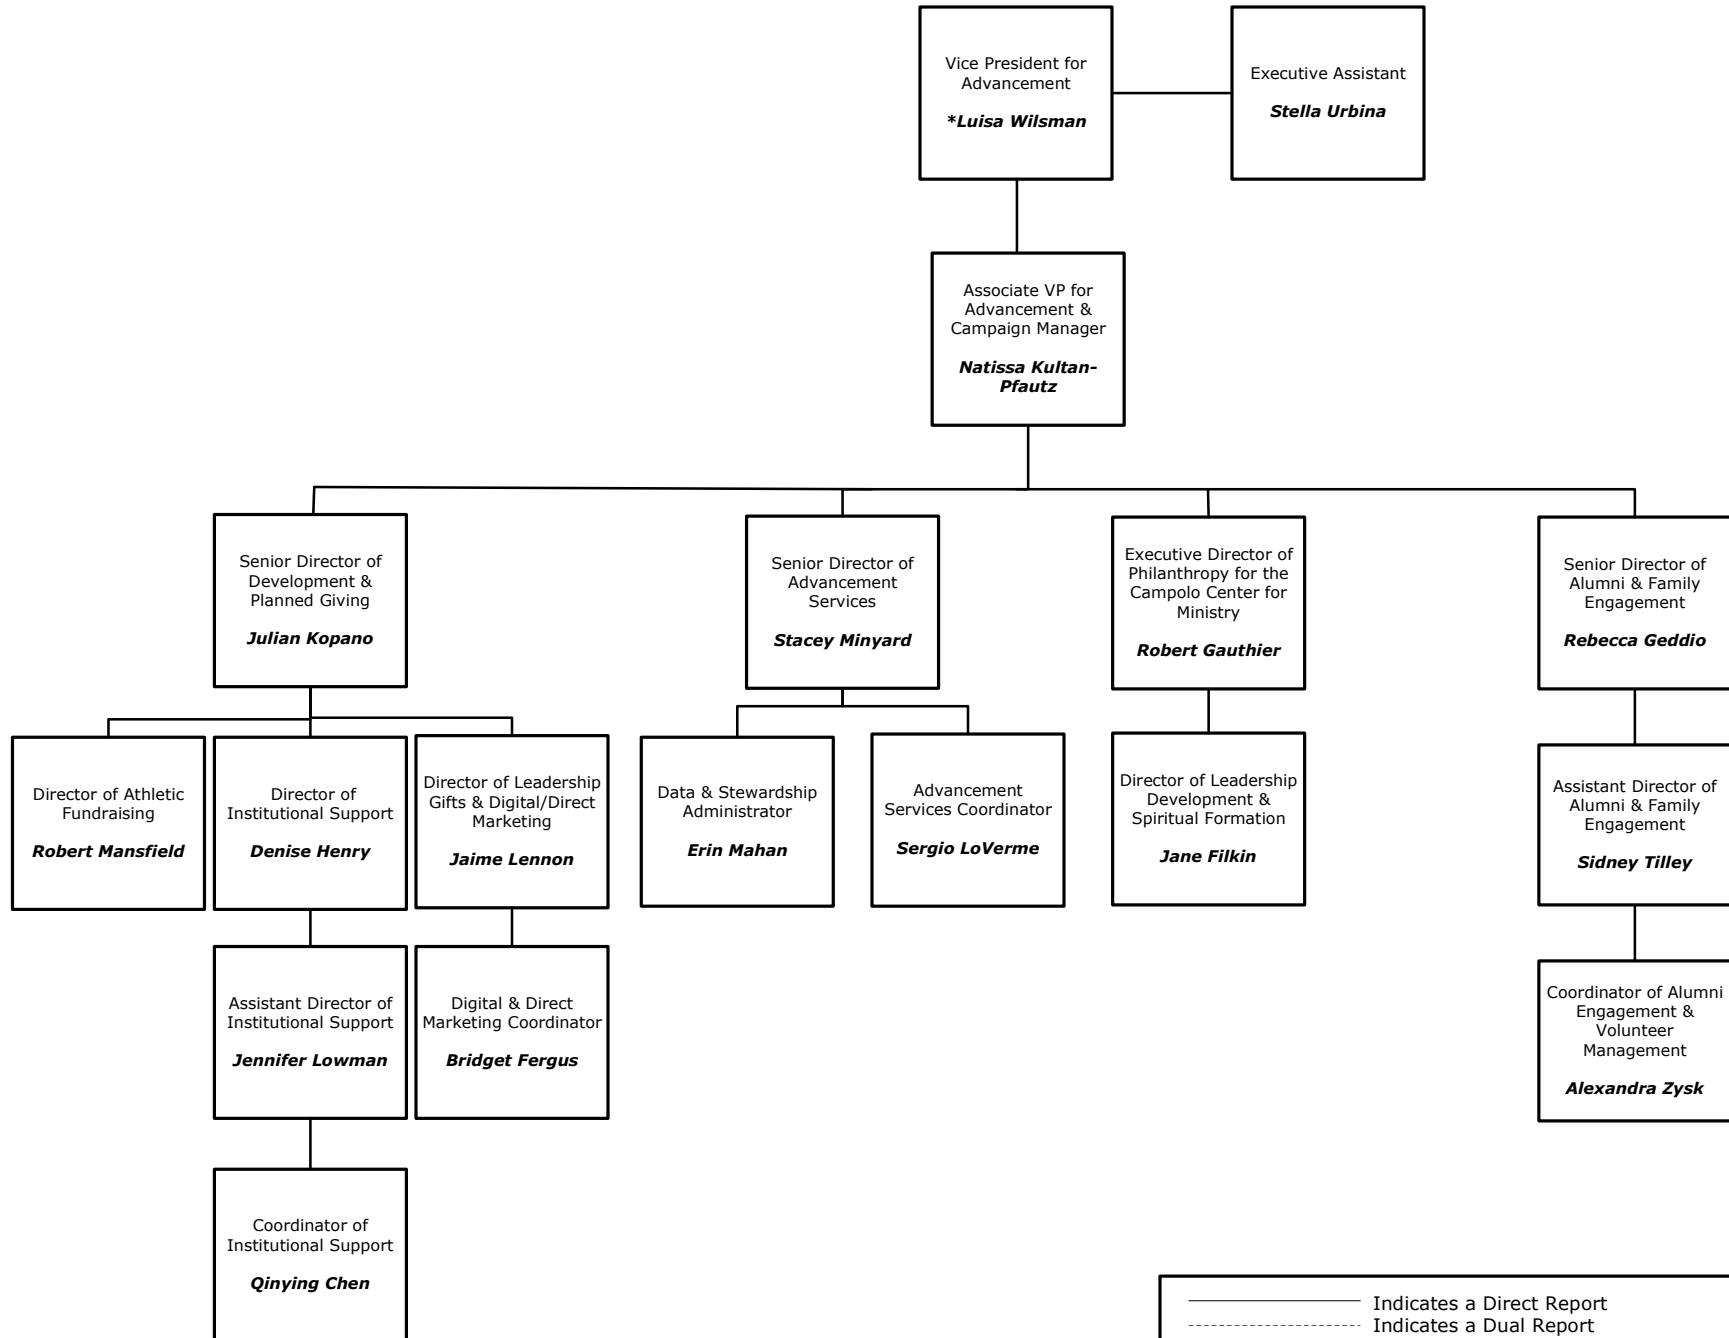 Vice President for
Advancement
*Luisa Wilsman
Executive Assistant
Stella Urbina
Associate VP for
Advancement &
Campaign Manager
Natissa Kultan-
Pfautz
Senior Director of
Development &
Planned Giving
Julian Kopano
Senior Director of
Advancement
Services
Stacey Minyard
Executive Director of
Philanthropy for the
Campolo Center for
Ministry
Robert Gauthier
Senior Director of
Alumni & Family
Engagement
Rebecca Geddio
Director of Athletic
Fundraising
Robert Mansfield
Director of
Institutional Support
Denise Henry
Director of Leadership
Gifts & Digital/Direct
Marketing
Jaime Lennon
Data & Stewardship
Administrator
Erin Mahan
Advancement
Services Coordinator
Sergio LoVerme
Director of Leadership
Development &
Spiritual Formation
Jane Filkin
Assistant Director of
Alumni & Family
Engagement
Sidney Tilley
Assistant Director of
Institutional Support
Jennifer Lowman
Digital & Direct
Marketing Coordinator
Bridget Fergus
Coordinator of Alumni
Engagement &
Volunteer
Management
Alexandra Zysk
Coordinator of
Institutional Support
Qinying Chen
Indicates a Direct Report
Indicates a Dual Report